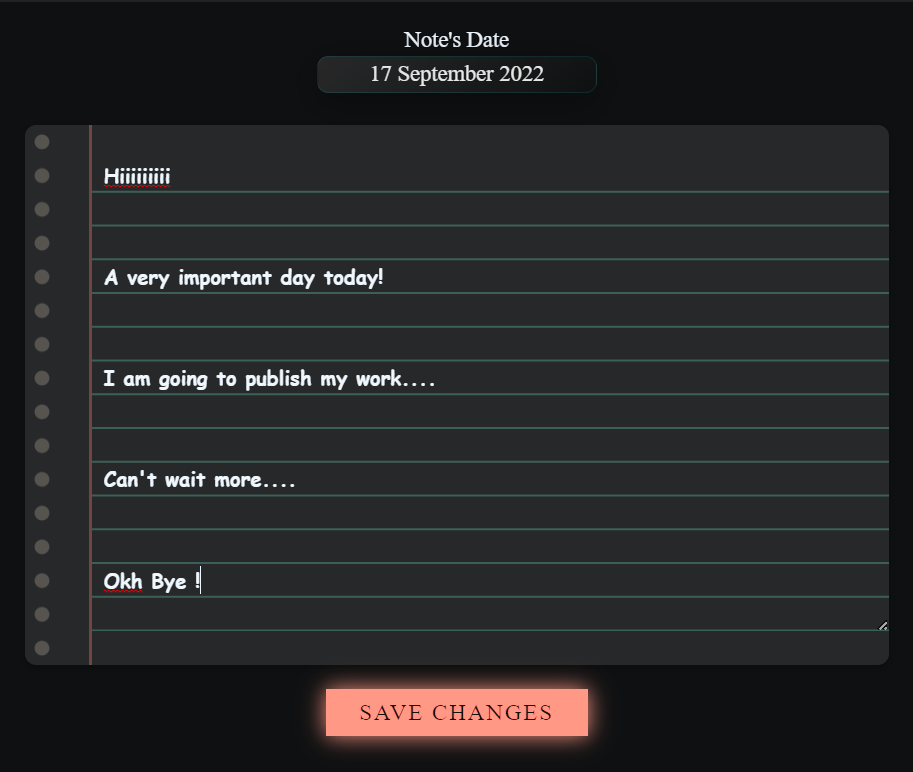 Note's Date
17 September 2022
Hiiiiiiiii
A very important day today!
I am going to publish my work....
Can't wait more....
Okh Bye !
SAVE CHANGES